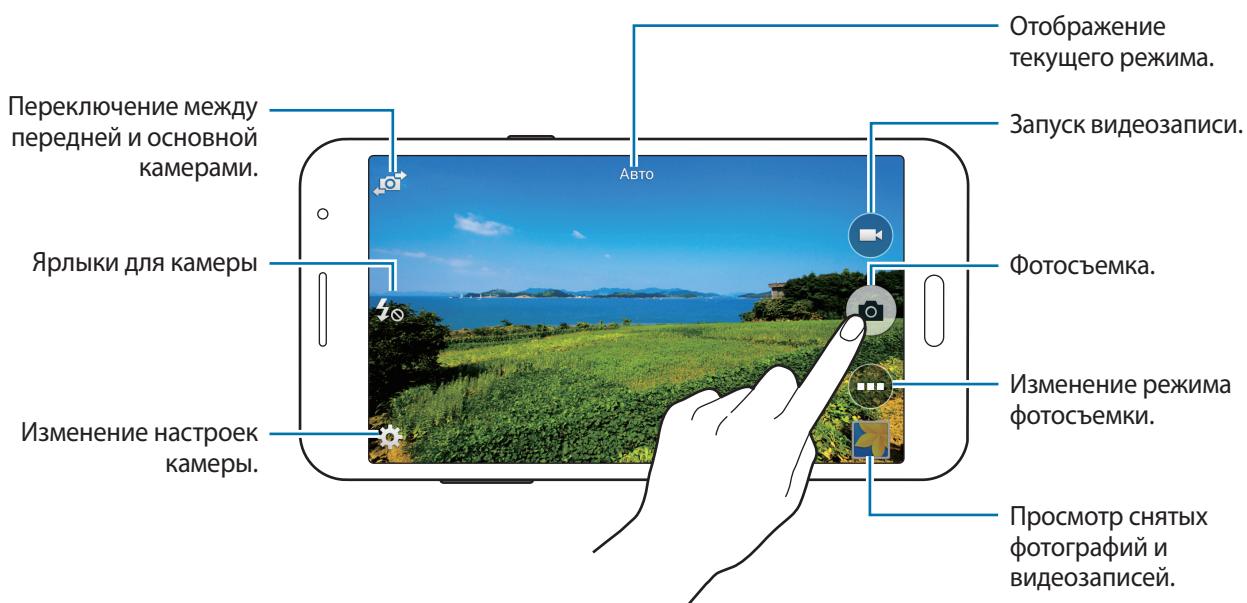 Отображение
текущего режима.
Переключение между
передней и основной
камерами.
Запуск видеозаписи.
Авто
Ярлыки для камеры
Фотосъемка.
Изменение режима
фотосъемки.
Изменение настроек
камеры.
Просмотр снятых
фотографий и
видеозаписей.